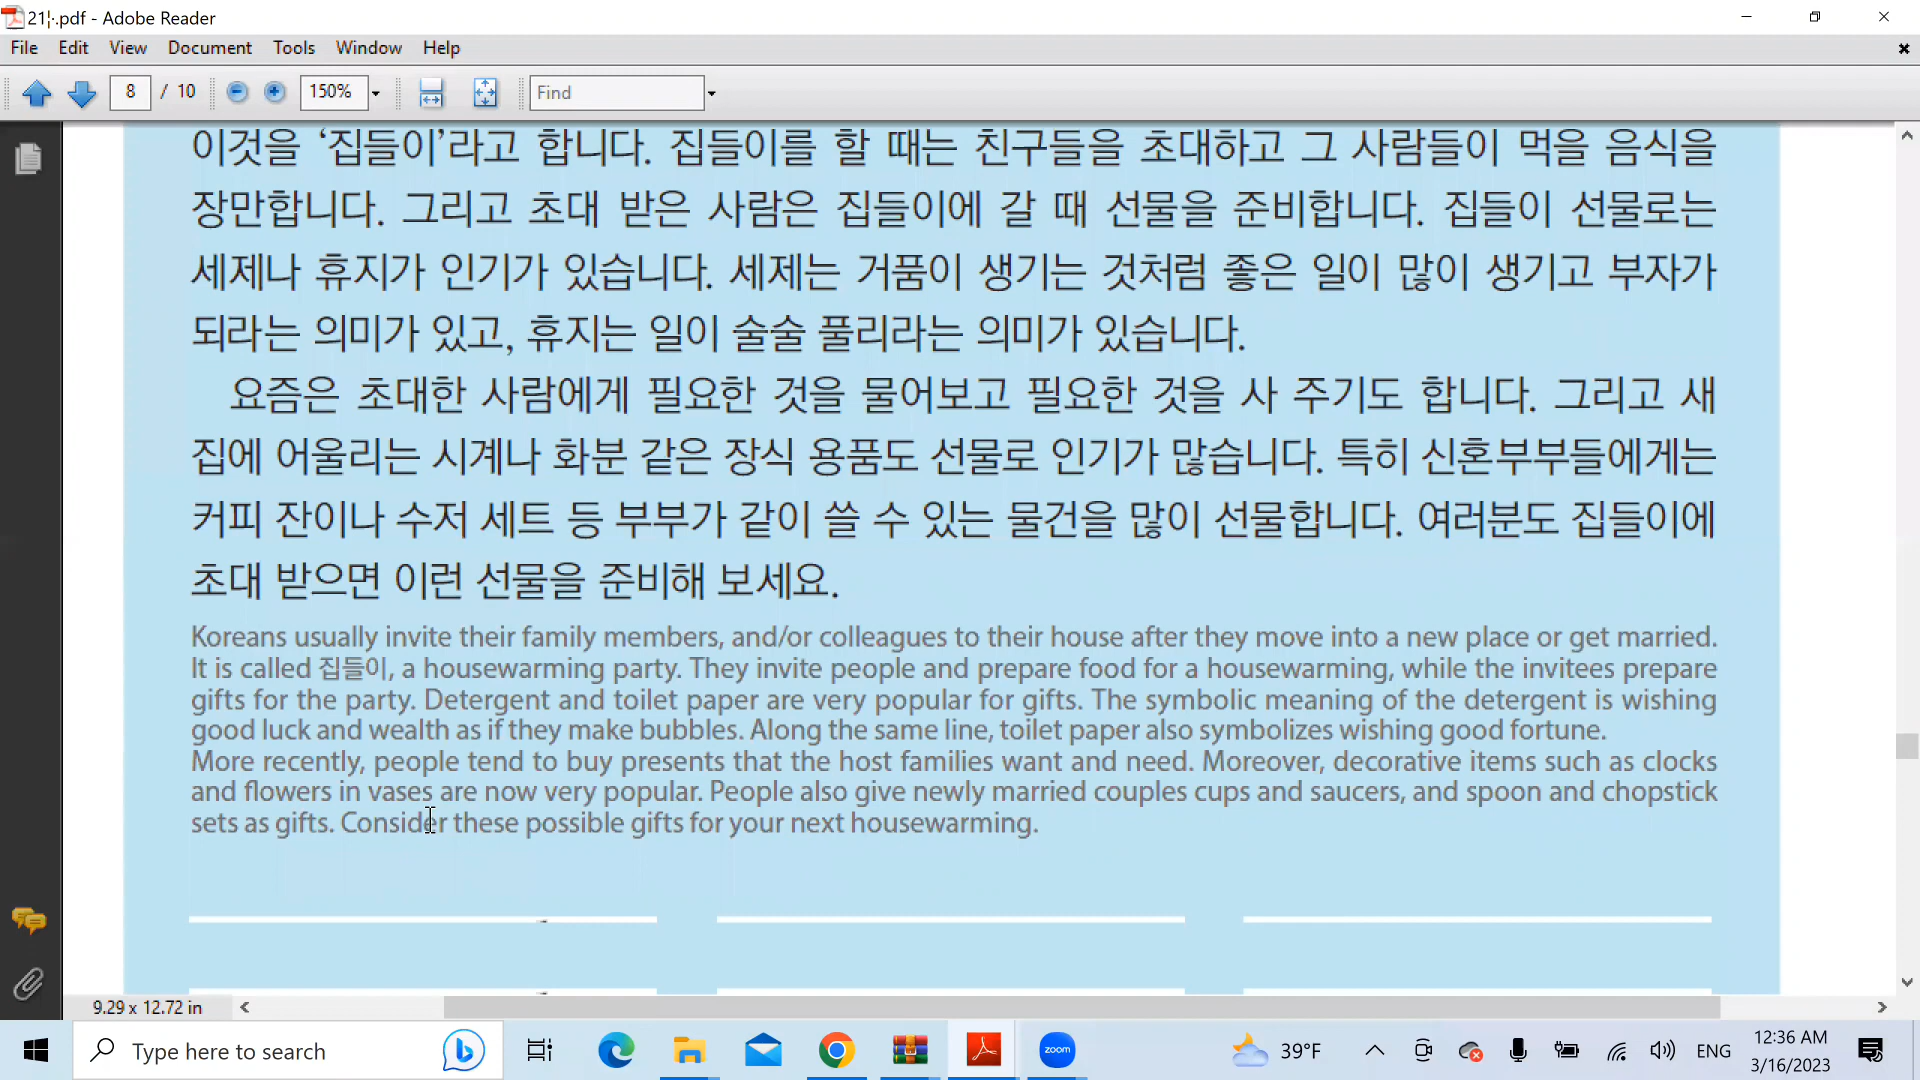 21¦·.pdf - Adobe Reader
File Edit View Document Tools Window Help
8 / 10 150% Find
이것을 ‘집들이’라고 합니다. 집들이를 할 때는 친구들을 초대하고 그 사람들이 먹을 음식을
장만합니다. 그리고 초대 받은 사람은 집들이에 갈 때 선물을 준비합니다. 집들이 선물로는
세제나 휴지가 인기가 있습니다. 세제는 거품이 생기는 것처럼 좋은 일이 많이 생기고 부자가
되라는 의미가 있고, 휴지는 일이 술술 풀리라는 의미가 있습니다.
요즘은 초대한 사람에게 필요한 것을 물어보고 필요한 것을 사 주기도 합니다. 그리고 새
집에 어울리는 시계나 화분 같은 장식 용품도 선물로 인기가 많습니다. 특히 신혼부부들에게는
커피 잔이나 수저 세트 등 부부가 같이 쓸 수 있는 물건을 많이 선물합니다. 여러분도 집들이에
초대 받으면 이런 선물을 준비해 보세요.
Koreans usually invite their family members, and/or colleagues to their house after they move into a new place or get married.
It is called 집들이, a housewarming party. They invite people and prepare food for a housewarming, while the invitees prepare
gifts for the party. Detergent and toilet paper are very popular for gifts. The symbolic meaning of the detergent is wishing
good luck and wealth as if they make bubbles. Along the same line, toilet paper also symbolizes wishing good fortune.
More recently, people tend to buy presents that the host families want and need. Moreover, decorative items such as clocks
and flowers in vases are now very popular. People also give newly married couples cups and saucers, and spoon and chopstick
sets as gifts. Consider these possible gifts for your next housewarming.
9.29 x 12.72 in
Type here to search
zoom
39°F
ENG
12:36 AM
3/16/2023